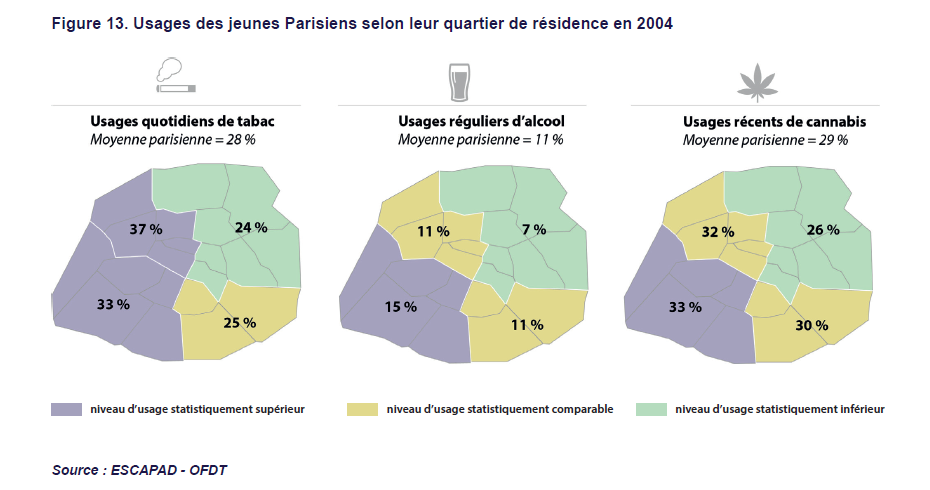 Figure 13. Usages des jeunes Parisiens selon leur quartier de résidence en 2004
Usages quotidiens de tabac
Moyenne parisienne = 28 %
37 %
24 %
33 %
25 %
Usages réguliers d'alcool
Moyenne parisienne = 11 %
11 %
7 %
15 %
11 %
Usages récents de cannabis
Moyenne parisienne = 29 %
32 %
26 %
33 %
30 %
niveau d'usage statistiquement supérieur
niveau d'usage statistiquement comparable
niveau d'usage statistiquement inférieur
Source : ESCAPAD - OFDT